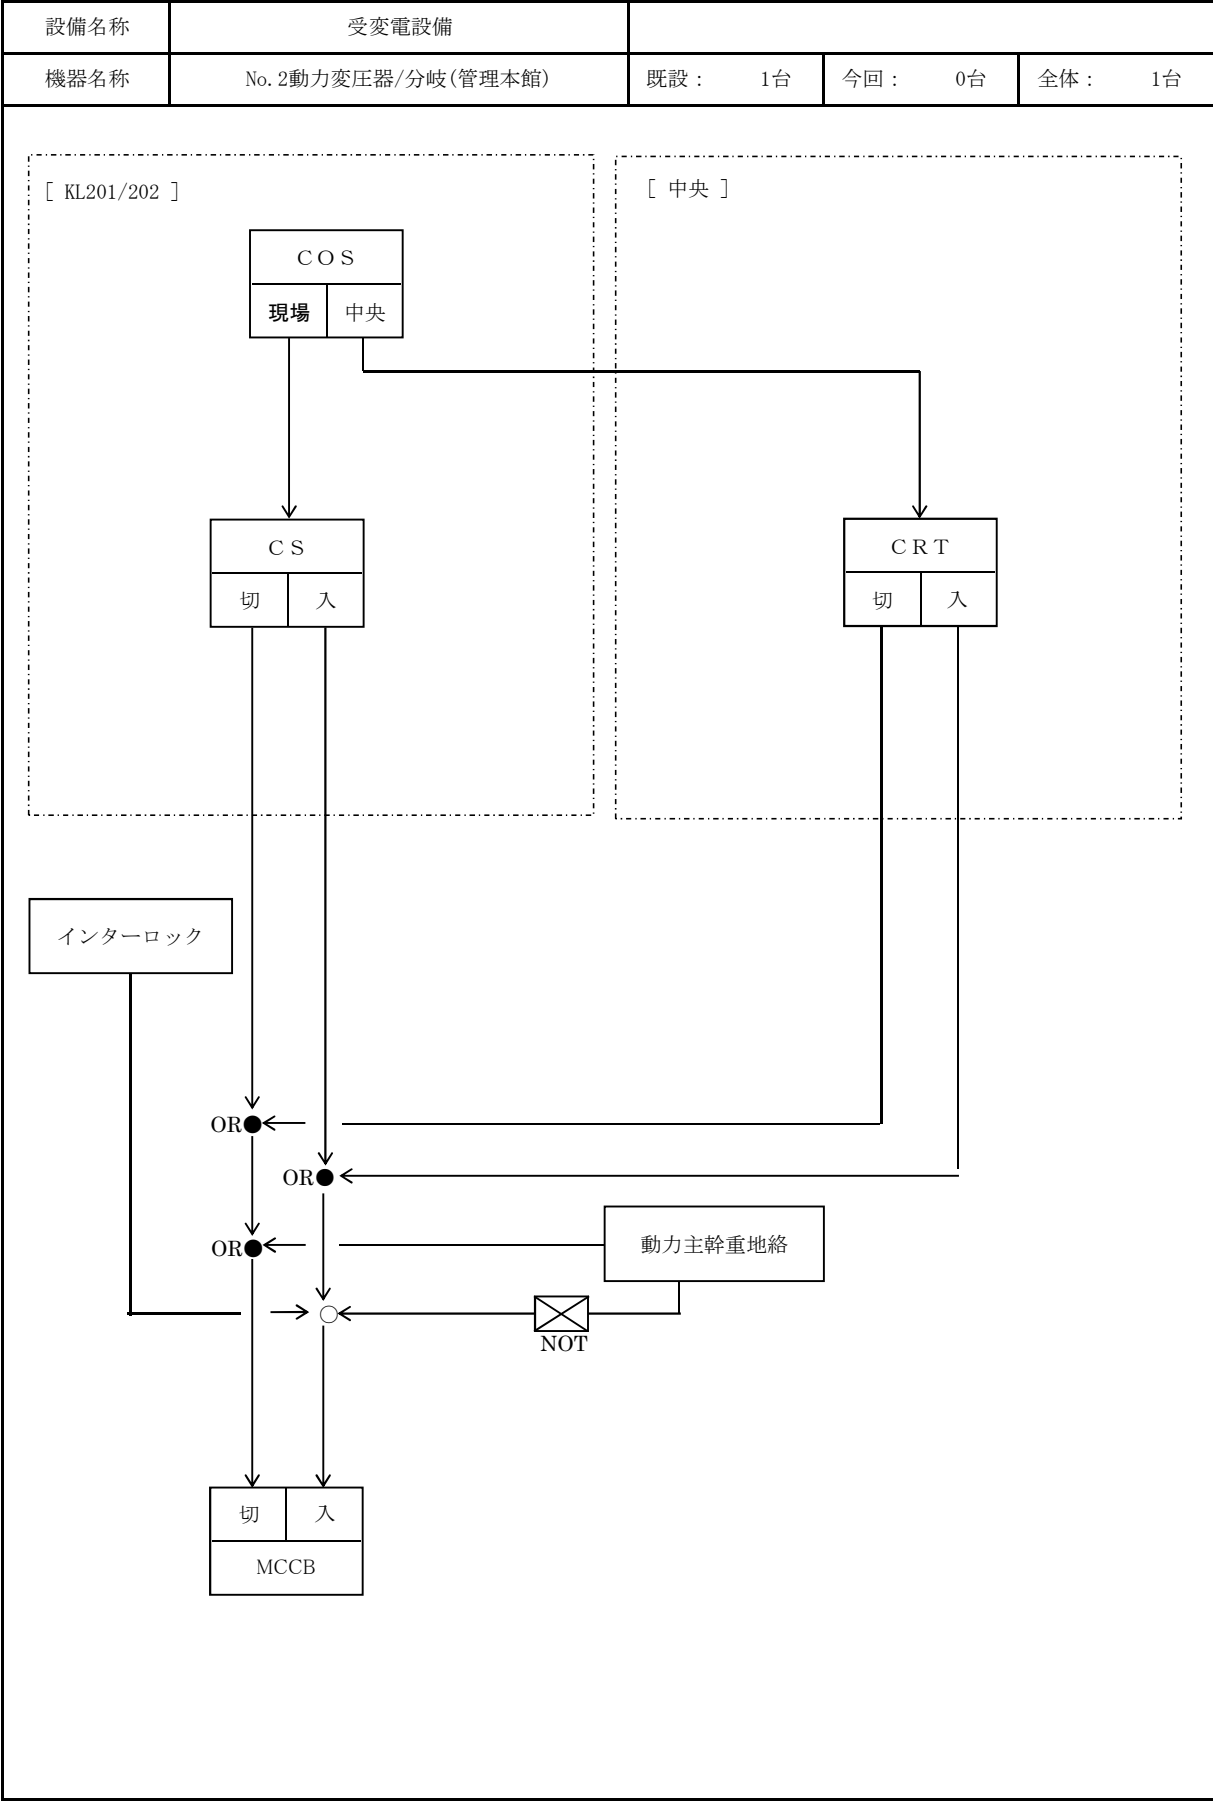 設備名称 受変電設備
機器名称 No.2動力変圧器/分岐(管理本館) 既設： 1台 今回： 0台 全体： 1台
[ KL201/202 ]
[ 中央 ]
ＣＯＳ
現場 中央
ＣＳ
切 入
ＣＲＴ
切 入
インターロック
OR
OR
OR
動力主幹重地絡
NOT
切 入
MCCB